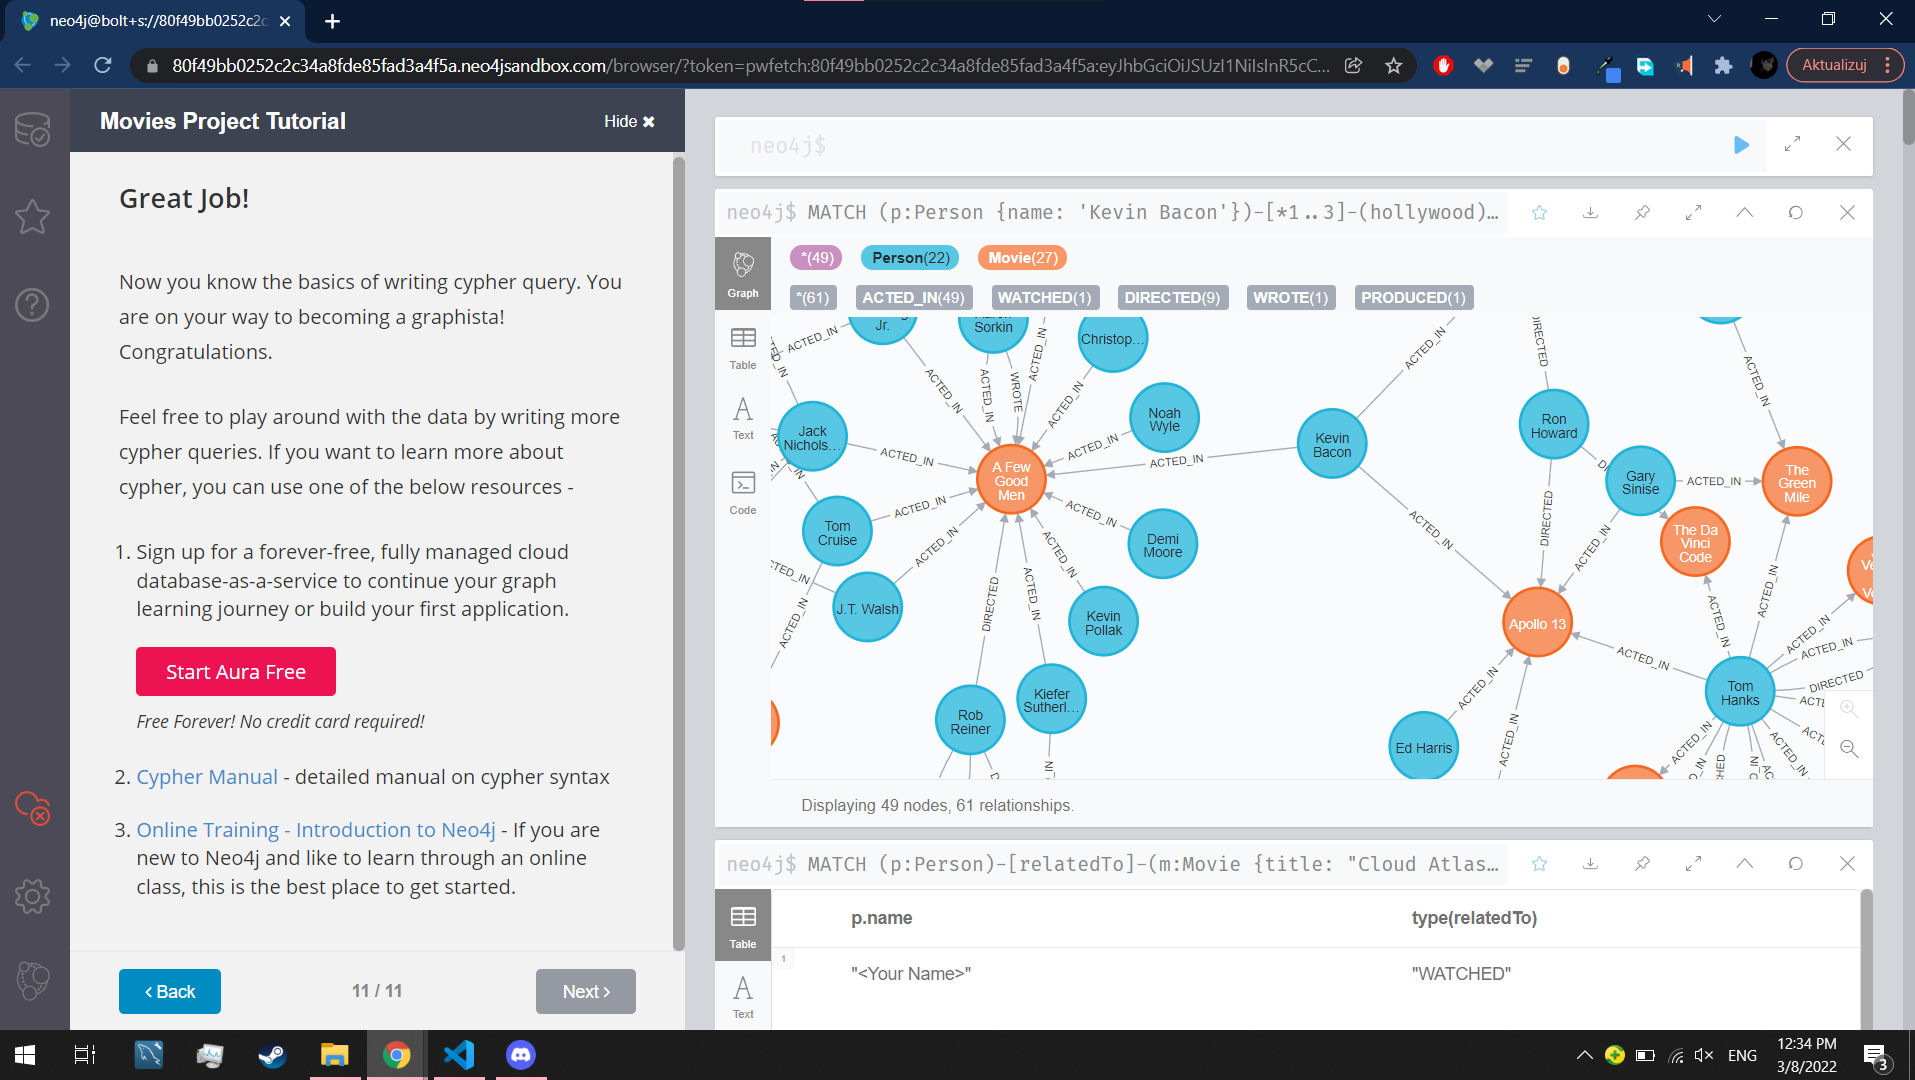 neo4j@bolt+s://80f49bb0252c2c
80f49bb0252c2c34a8fde85fad3a4f5a.neo4jsandbox.com/browser/?token=pwfetch:80f49bb0252c2c34a8fde85fad3a4f5a:eyJhbGciOiJSUzI1NiIsInR5cC...
Aktualizuj
Movies Project Tutorial
Hide
Great Job!
Now you know the basics of writing cypher query. You
are on your way to becoming a graphista!
Congratulations.
Feel free to play around with the data by writing more
cypher queries. If you want to learn more about
cypher, you can use one of the below resources -
1. Sign up for a forever-free, fully managed cloud
database-as-a-service to continue your graph
learning journey or build your first application.
Start Aura Free
Free Forever! No credit card required!
2. Cypher Manual - detailed manual on cypher syntax
3. Online Training - Introduction to Neo4j - If you are
new to Neo4j and like to learn through an online
class, this is the best place to get started.
Back
11 / 11
Next
neo4j$
neo4j$ MATCH (p:Person {name: 'Kevin Bacon'})-[*1..3]-(hollywood)...
Graph
Table
Text
Code
*(49)
Person(22)
Movie(27)
*(61)
ACTED_IN(49)
WATCHED(1)
DIRECTED(9)
WROTE(1)
PRODUCED(1)
Jr.
Sorkin
Christop...
Noah
Wyle
Jack
Nichols...
A Few
Good
Men
Kevin
Bacon
Ron
Howard
Gary
Sinise
The
Green
Mile
The Da
Vinci
Code
Tom
Cruise
Demi
Moore
J.T. Walsh
Kevin
Pollak
Apollo 13
Rob
Reiner
Kiefer
Sutherl...
Ed Harris
Tom
Hanks
ACTED_IN
ACTED_IN
ACTED_IN
WROTE
ACTED_IN
ACTED_IN
ACTED_IN
ACTED_IN
ACTED_IN
ACTED_IN
ACTED_IN
ACTED_IN
ACTED_IN
DIRECTED
ACTED_IN
ACTED_IN
ACTED_IN
ACTED_IN
DIRECTED
DIRECTED
ACTED_IN
ACTED_IN
ACTED_IN
ACTED_IN
ACTED_IN
ACTED_IN
ACTED_IN
ACTED_IN
ACTED_IN
ACTED_IN
DIRECTED
ACTED_IN
ACTED_IN
Displaying 49 nodes, 61 relationships.
neo4j$ MATCH (p:Person)-[relatedTo]-(m:Movie {title: "Cloud Atlas...
Table
Text
p.name
type(relatedTo)
1
"<Your Name>"
"WATCHED"
ENG
12:34 PM
3/8/2022
3